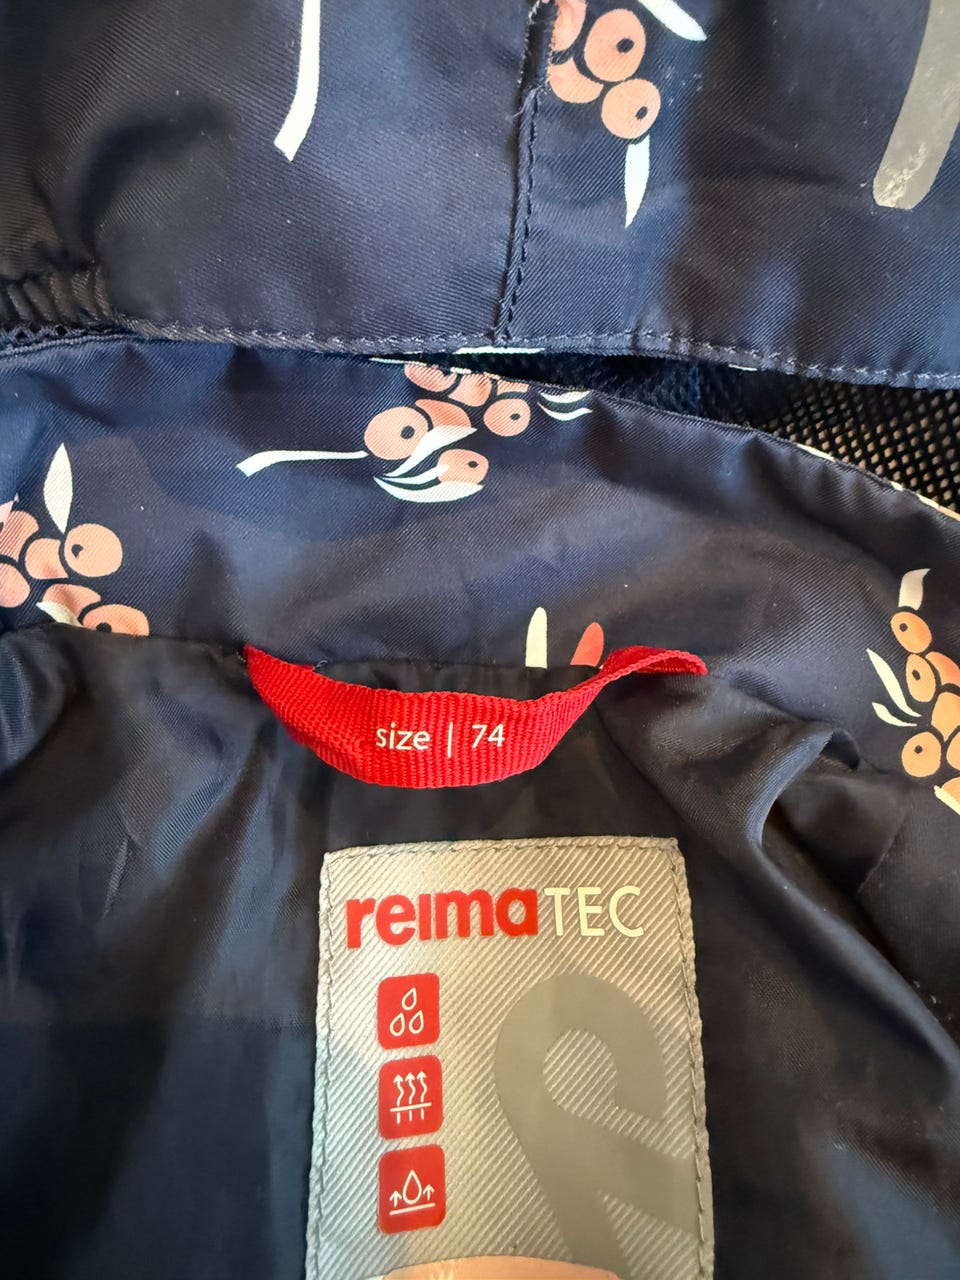 size | 74
reimaTEC